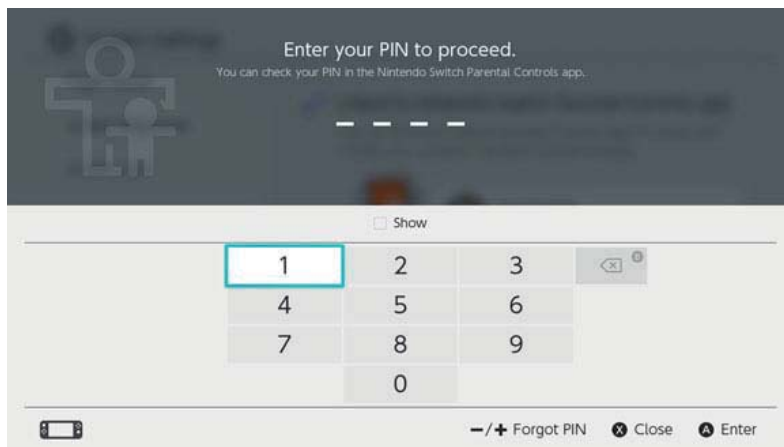 Enter your PIN to proceed.
You can check your PIN in the Nintendo Switch Parental Controls app.
Show
1 2 3
4 5 6
7 8 9
0
−/+ Forgot PIN X Close A Enter